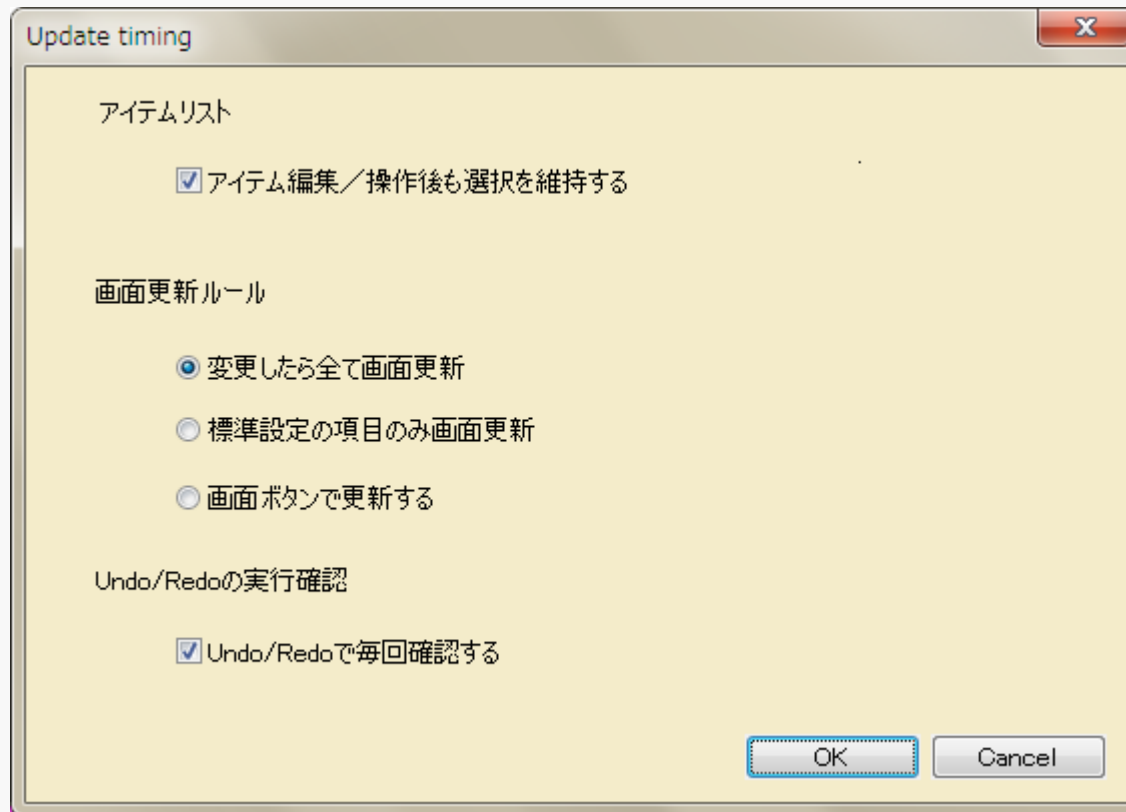 Update timing
アイテムリスト
アイテム編集／操作後も選択を維持する
画面更新ルール
変更したら全て画面更新
標準設定の項目のみ画面更新
画面ボタンで更新する
Undo/Redoの実行確認
Undo/Redoで毎回確認する
OK Cancel